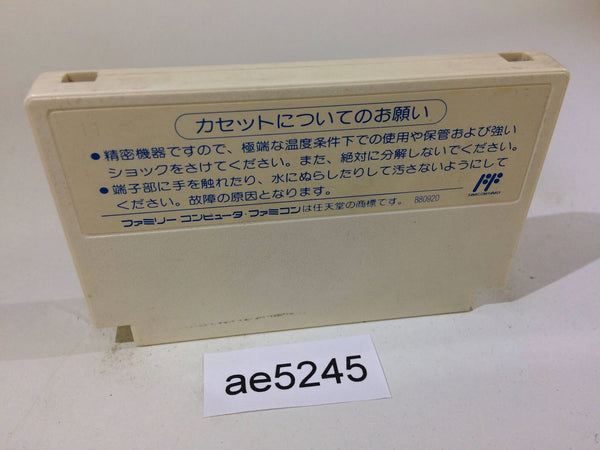 カセットについてのお願い
●精密機器ですので、極端な温度条件下での使用や保管および強い
ショックをさけてください。また、絶対に分解しないでください。
●端子部に手を触れたり、水にぬらしたりして汚さないようにして
ください。故障の原因となります。
ファミリー コンピュータ・ファミコンは任天堂の商標です。 880920
ae5245